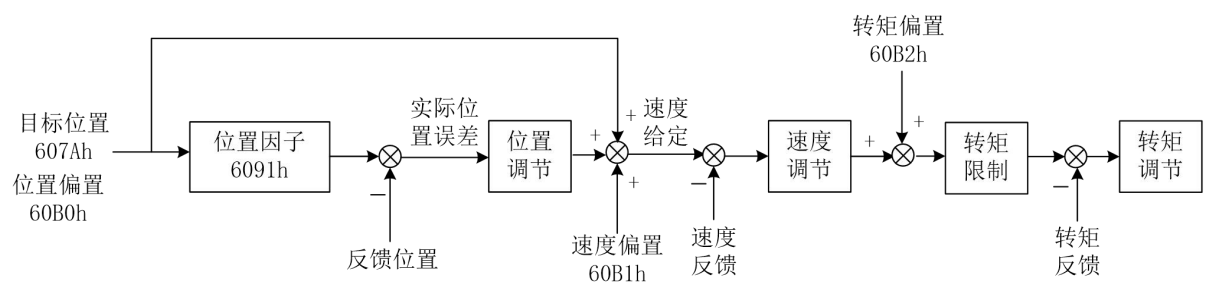 转矩偏置
60B2h
目标位置
607Ah
位置偏置
60B0h
位置因子
6091h
实际位
置误差
−
反馈位置
位置
调节
+
+
+
速度偏置
60B1h
速度
给定
−
速度
反馈
速度
调节
+
+
转矩
限制
−
转矩
反馈
转矩
调节